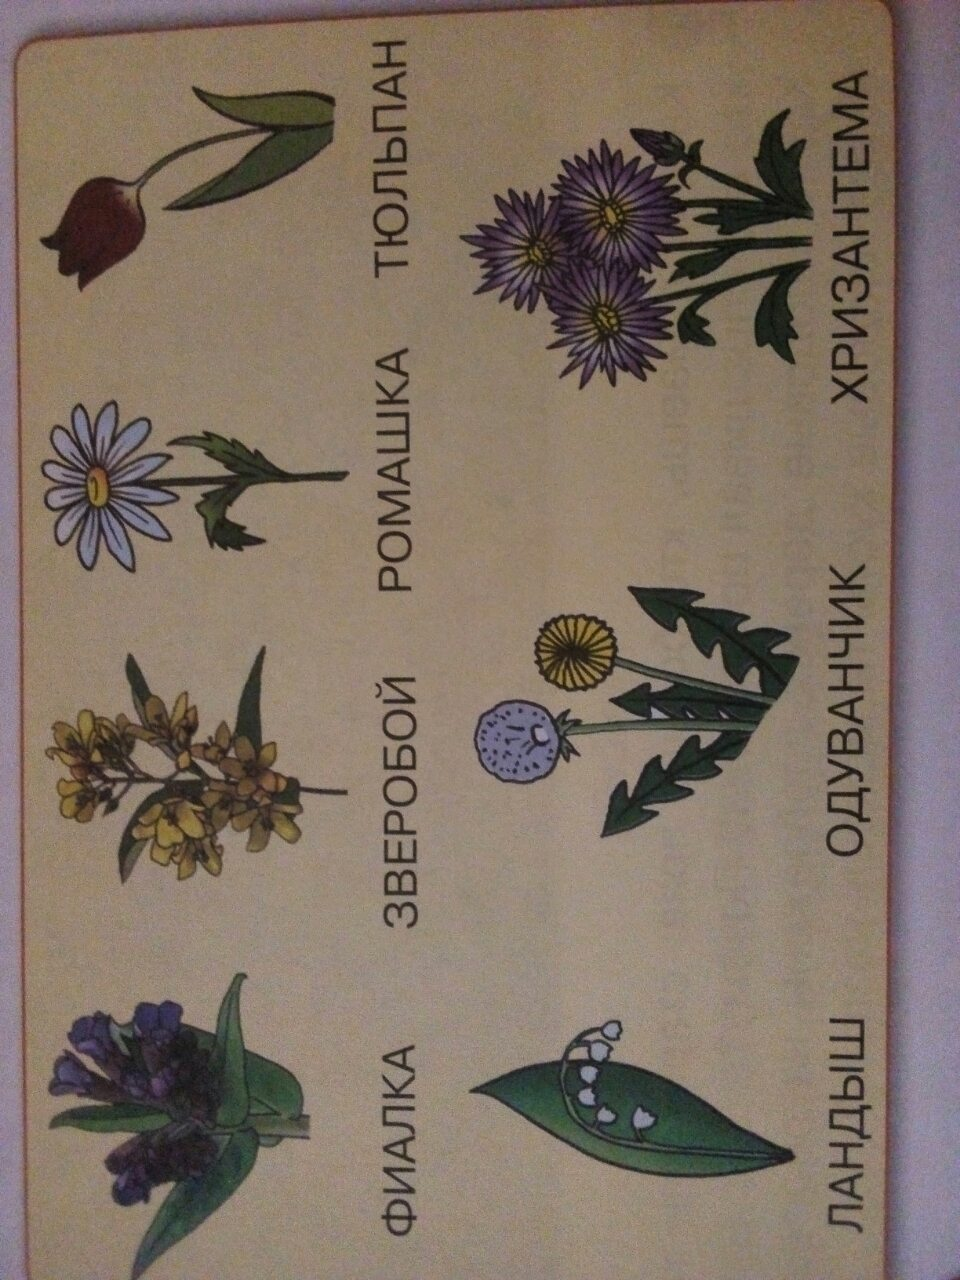 ФИАЛКА ЗВЕРОБОЙ РОМАШКА ТЮЛЬПАН
ЛАНДЫШ ОДУВАНЧИК ХРИЗАНТЕМА